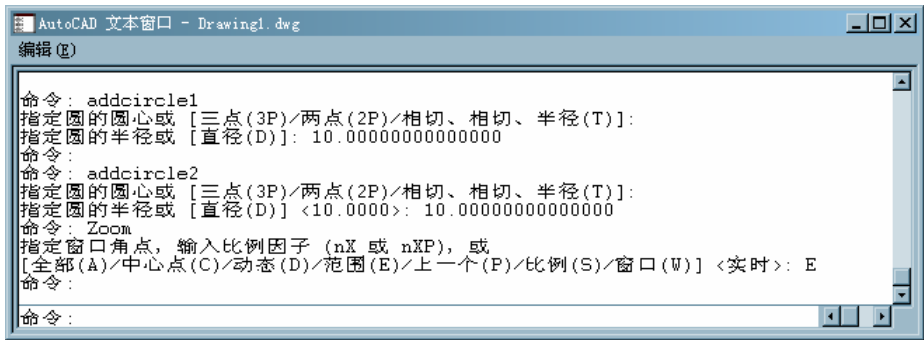 AutoCAD 文本窗口 - Drawing1.dwg
编辑(E)
命令: addcircle1
指定圆的圆心或 [三点(3P)/两点(2P)/相切、相切、半径(T)]:
指定圆的半径或 [直径(D)]: 10.00000000000000
命令:
命令: addcircle2
指定圆的圆心或 [三点(3P)/两点(2P)/相切、相切、半径(T)]:
指定圆的半径或 [直径(D)] <10.0000>: 10.00000000000000
命令: Zoom
指定窗口角点，输入比例因子 (nX 或 nXP)，或
[全部(A)/中心点(C)/动态(D)/范围(E)/上一个(P)/比例(S)/窗口(W)] <实时>: E
命令:
命令: